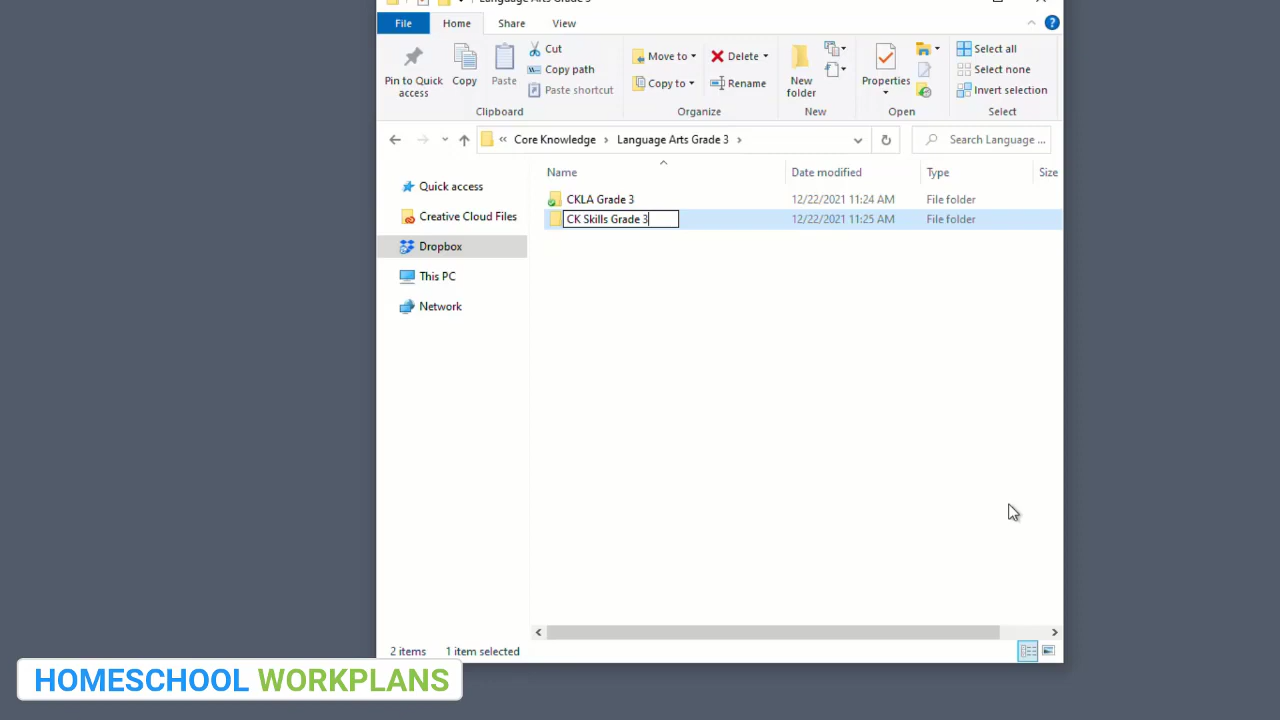 Language Arts Grade 3
File Home Share View
Pin to Quick access
Copy
Paste
Cut
Copy path
Paste shortcut
Clipboard
Move to
Copy to
Delete
Rename
Organize
New folder
New
Properties
Open
Select all
Select none
Invert selection
Select
« Core Knowledge › Language Arts Grade 3 ›
Search Language ...
Name Date modified Type Size
Quick access
Creative Cloud Files
Dropbox
This PC
Network
CKLA Grade 3 12/22/2021 11:24 AM File folder
CK Skills Grade 3 12/22/2021 11:25 AM File folder
2 items 1 item selected
HOMESCHOOL WORKPLANS